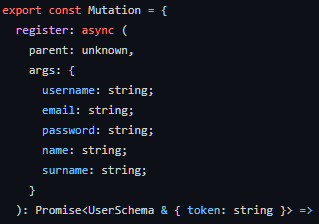 export const Mutation = {
register: async (
parent: unknown,
args: {
username: string;
email: string;
password: string;
name: string;
surname: string;
}
): Promise<UserSchema & { token: string }> =>